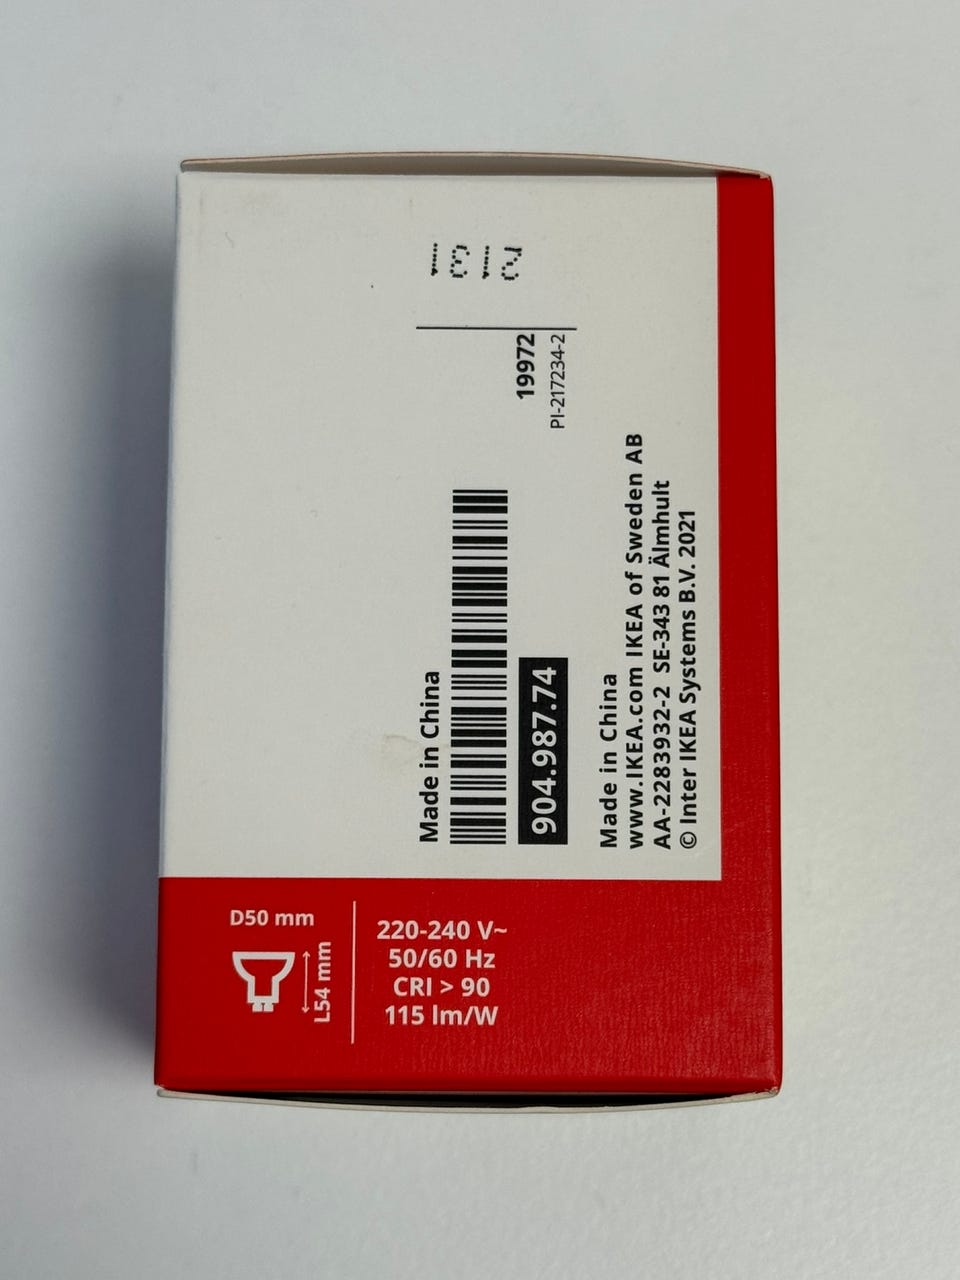 2131
19972
PI-217234-2
Made in China
904.987.74
Made in China
www.IKEA.com IKEA of Sweden AB
AA-2283932-2 SE-343 81 Älmhult
© Inter IKEA Systems B.V. 2021
D50 mm
L54 mm
220-240 V~
50/60 Hz
CRI > 90
115 lm/W